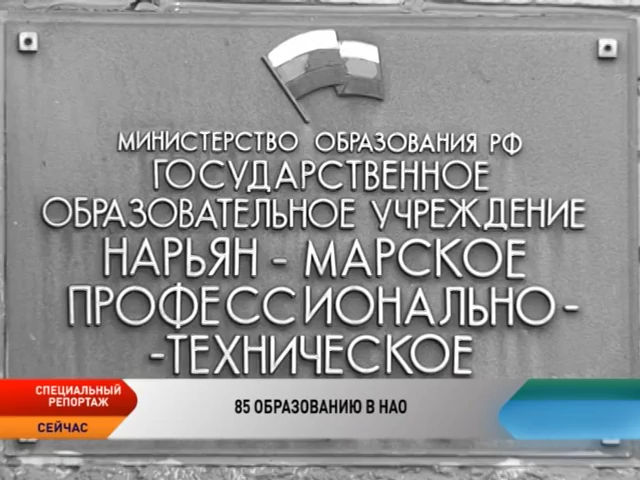 МИНИСТЕРСТВО ОБРАЗОВАНИЯ РФ
ГОСУДАРСТВЕННОЕ
ОБРАЗОВАТЕЛЬНОЕ УЧРЕЖДЕНИЕ
НАРЬЯН - МАРСКОЕ
ПРОФЕССИОНАЛЬНО-
-ТЕХНИЧЕСКОЕ
СПЕЦИАЛЬНЫЙ
РЕПОРТАЖ
85 ОБРАЗОВАНИЮ В НАО
СЕЙЧАС